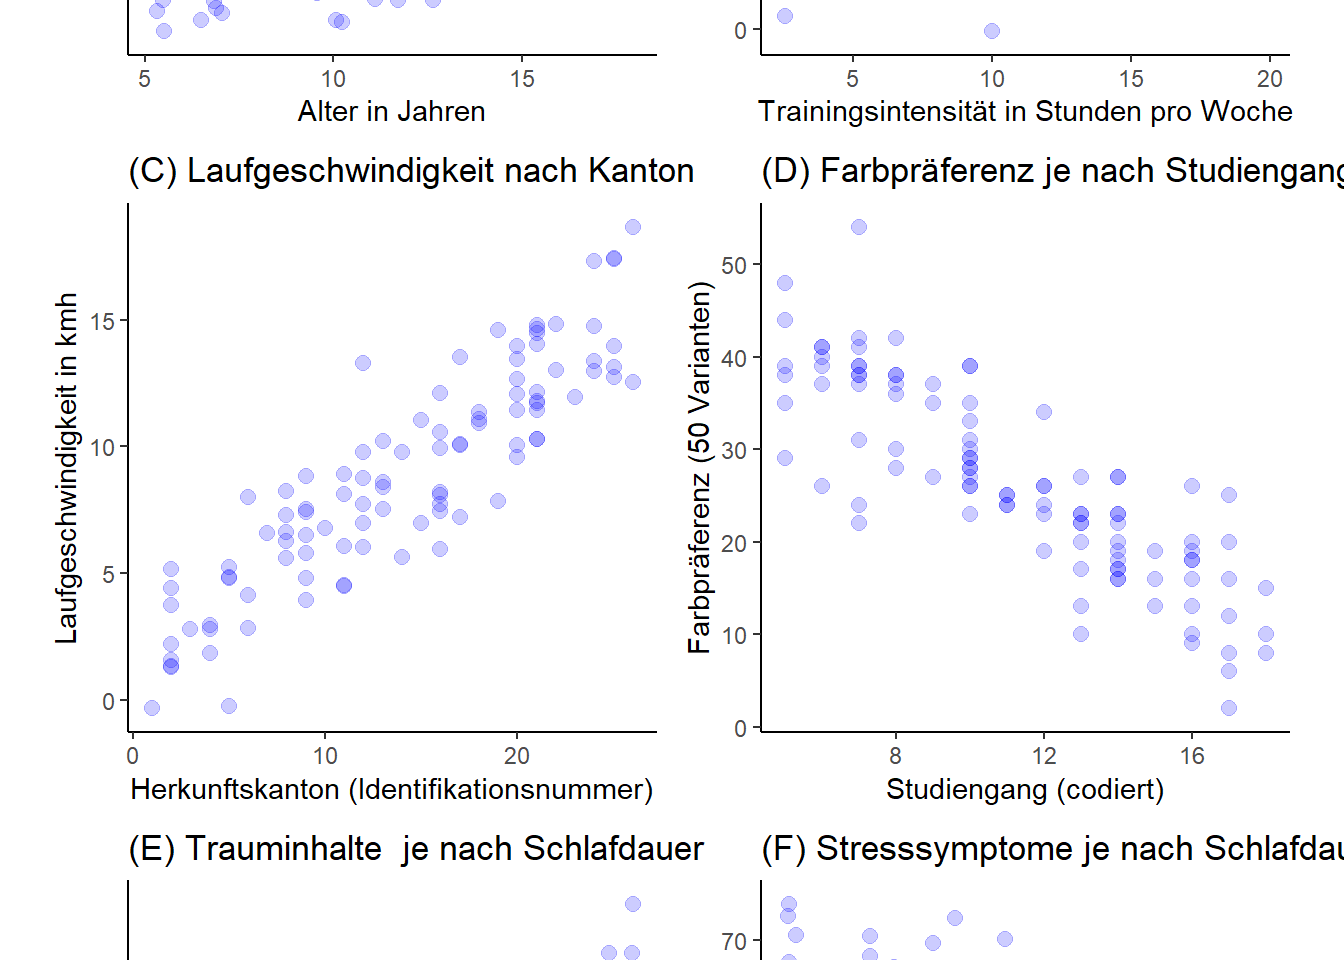 0
5 10 15
5 10 15 20
Alter in Jahren
Trainingsintensität in Stunden pro Woche
(C) Laufgeschwindigkeit nach Kanton
(D) Farbpräferenz je nach Studiengang
Laufgeschwindigkeit in kmh
15
10
5
0
0 10 20
Herkunftskanton (Identifikationsnummer)
Farbpräferenz (50 Varianten)
50
40
30
20
10
0
8 12 16
Studiengang (codiert)
(E) Trauminhalte  je nach Schlafdauer
(F) Stresssymptome je nach Schlafdau
70